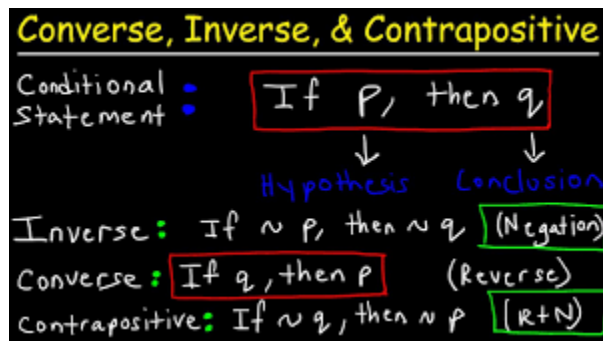 Converse, Inverse, & Contrapositive
Conditional Statement : If p, then q
Hypothesis Conclusion
Inverse: If ~ p, then ~ q (Negation)
Converse: If q, then p (Reverse)
Contrapositive: If ~ q, then ~ p (R+N)